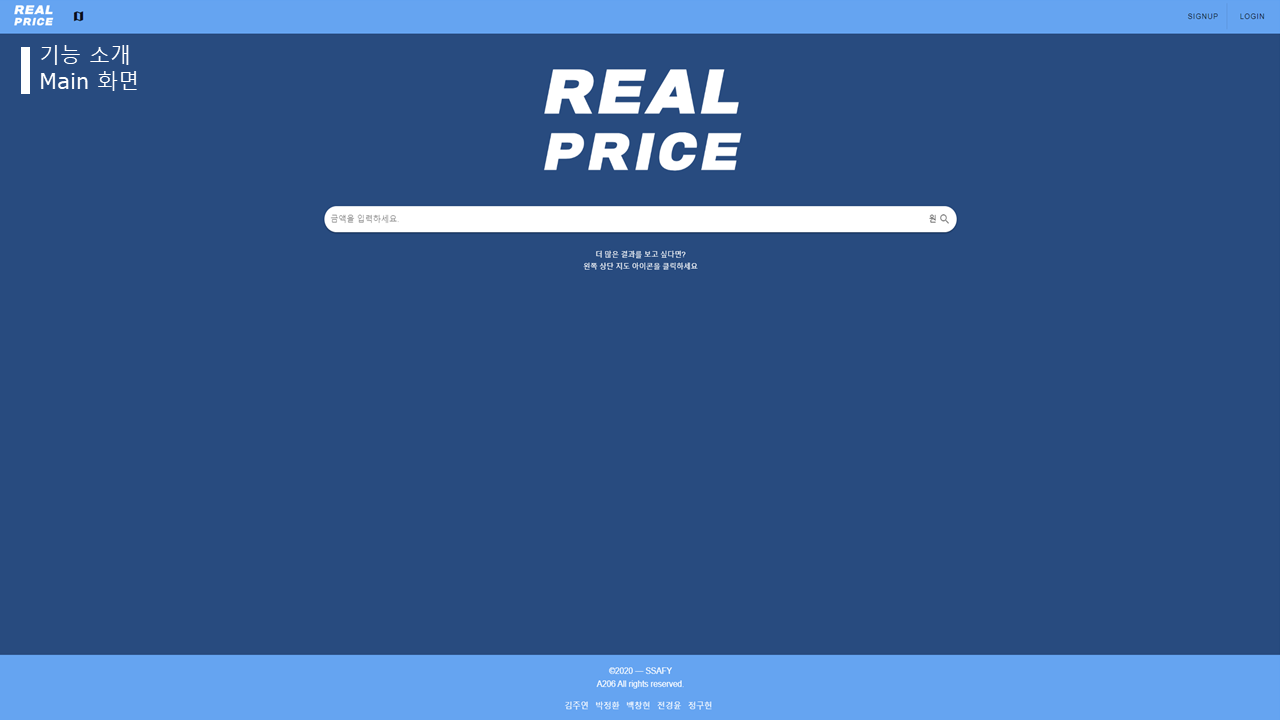 REAL
PRICE
SIGNUP
LOGIN
기능 소개
Main 화면
REAL
PRICE
금액을 입력하세요.
원
더 많은 결과를 보고 싶다면?
왼쪽 상단 지도 아이콘을 클릭하세요
©2020 — SSAFY
A206 All rights reserved.
김주연 박정환 백창현 전경윤 정구헌